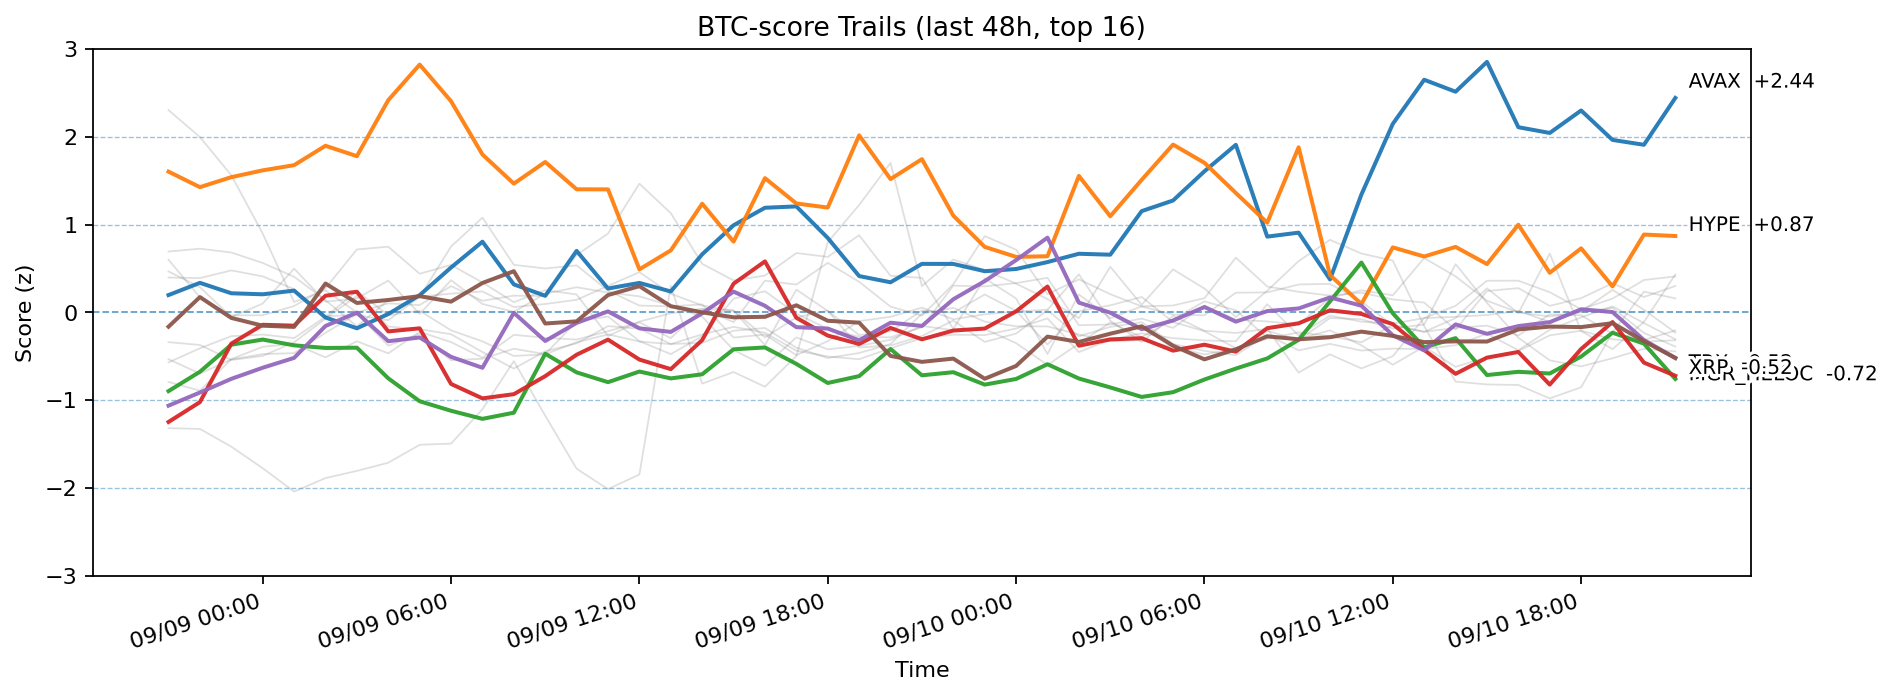 BTC-score Trails (last 48h, top 16)
Score (z)
3
2
1
0
−1
−2
−3
AVAX +2.44
HYPE +0.87
XRP -0.52
-0.72
09/09 00:00
09/09 06:00
09/09 12:00
09/09 18:00
09/10 00:00
09/10 06:00
09/10 12:00
09/10 18:00
Time